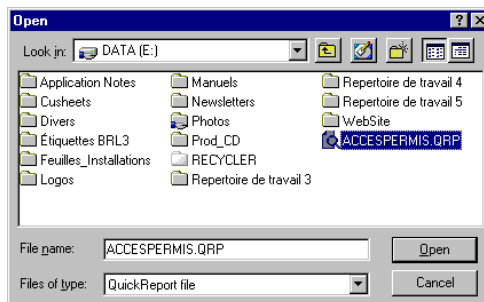 Open
Look in: DATA (E:)
Application Notes Manuels Repertoire de travail 4
Cusheets Newsletters Repertoire de travail 5
Divers Photos WebSite
Étiquettes BRL3 Prod_CD ACCESPERMIS.QRP
Feuilles_Installations RECYCLER
Logos Repertoire de travail 3
File name: ACCESPERMIS.QRP Open
Files of type: QuickReport file Cancel